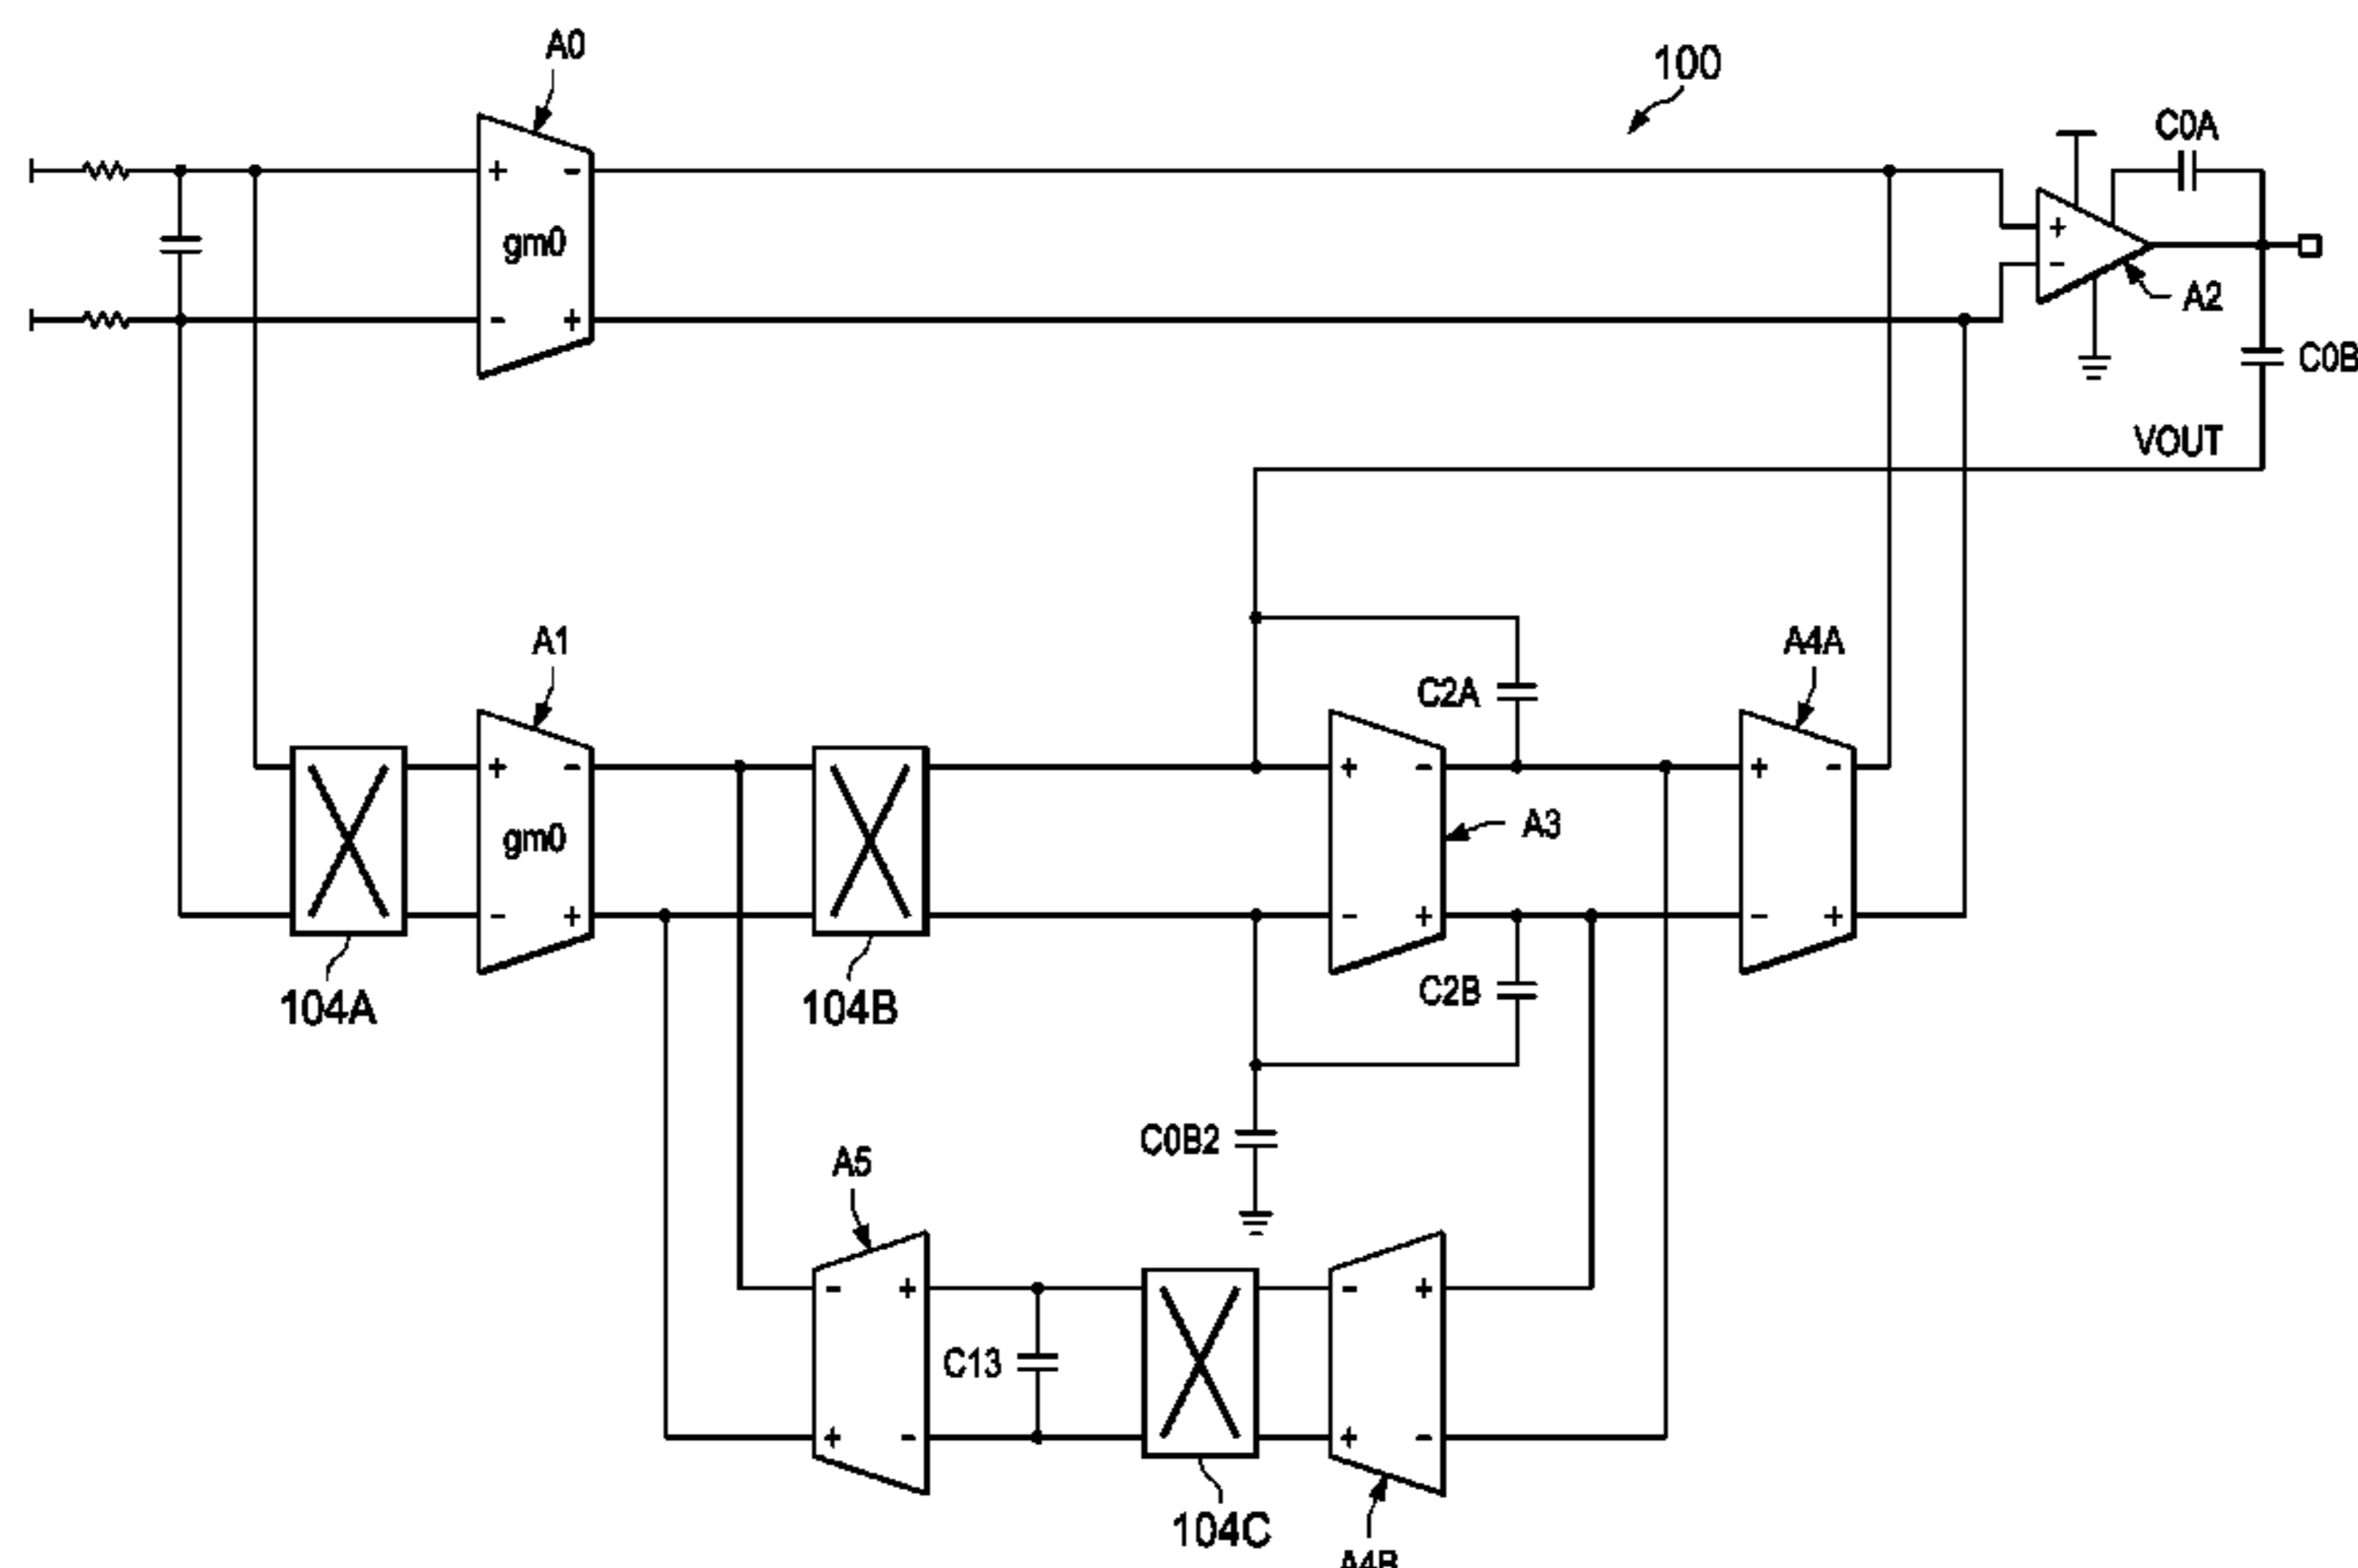 A0
100
C0A
+
-
gm0
+
-
A2
-
+
C0B
VOUT
A1
A4A
C2A
+
-
+
-
+
-
gm0
A3
-
+
-
+
-
+
104A
104B
C2B
C0B2
A5
-
+
-
+
C13
+
-
+
-
104C
A4B